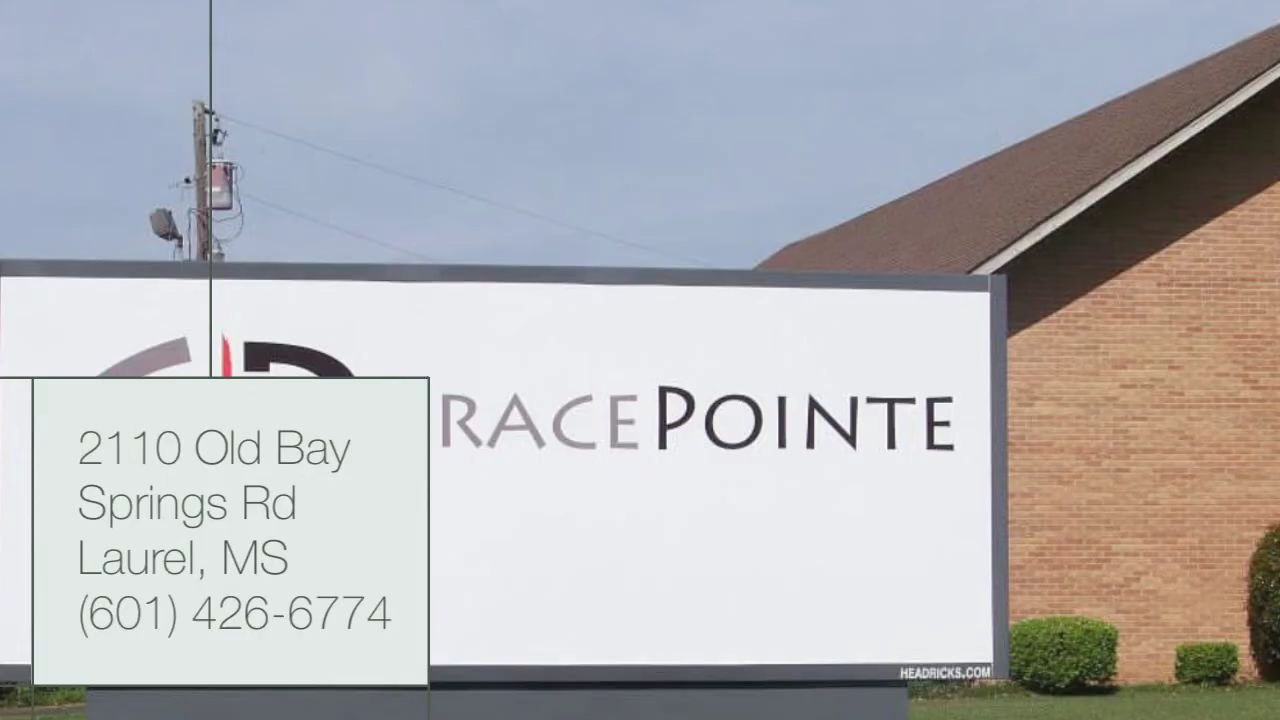 RACEPOINTE
2110 Old Bay
Springs Rd
Laurel, MS
(601) 426-6774
HEADRICKS.COM